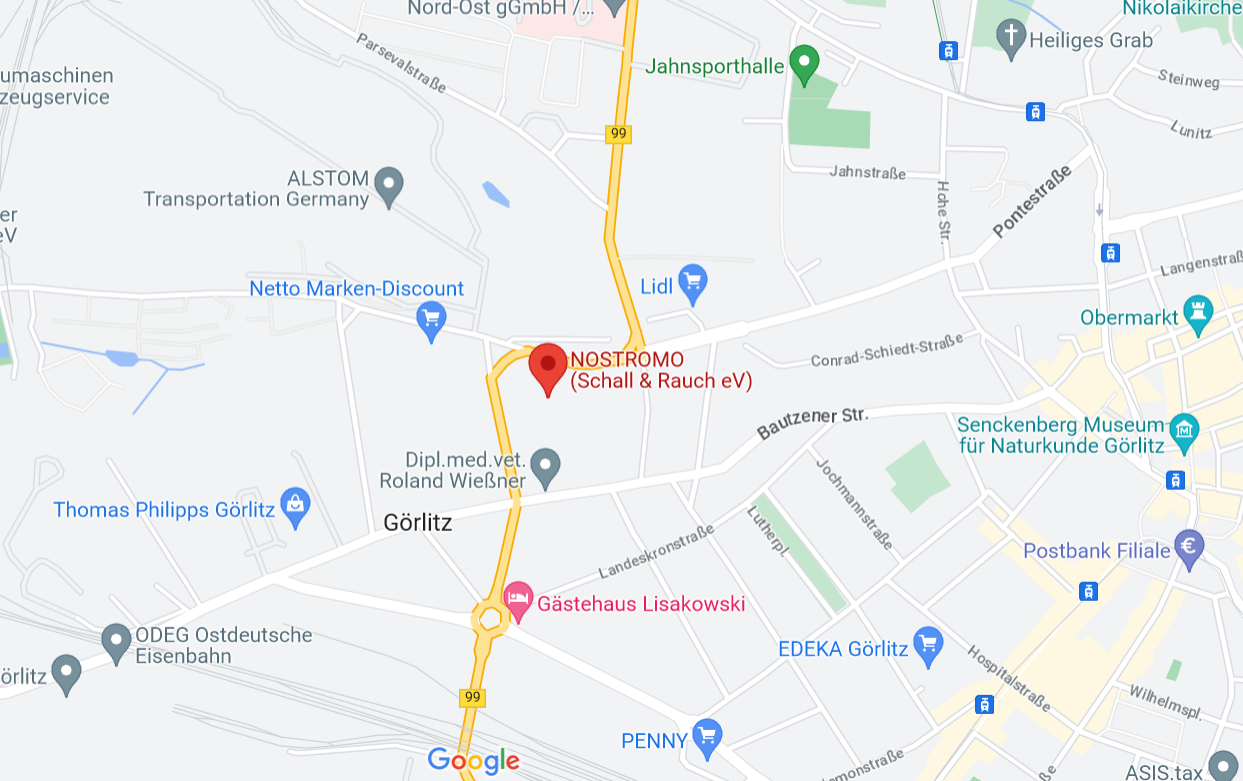 Nord-Ost gGmbH /...
Nikolaikirche
Parsevalstraße
Heiliges Grab
umaschinen
zeugservice
Jahnsporthalle
Steinweg
99
Lunitz
ALSTOM
Transportation Germany
Jahnstraße
Hohe Str.
Pontestraße
er
eV
Langenstraß
Netto Marken-Discount
Lidl
Obermarkt
NOSTROMO
(Schall & Rauch eV)
Conrad-Schiedt-Straße
Bautzener Str.
Senckenberg Museum
für Naturkunde Görlitz
Dipl.med.vet.
Roland Wießner
Jochmannstraße
Thomas Philipps Görlitz
Görlitz
Lutherpl.
Landeskronstraße
Postbank Filiale
Gästehaus Lisakowski
ODEG Ostdeutsche
Eisenbahn
EDEKA Görlitz
örlitz
Hospitalstraße
99
Wilhelmspl.
PENNY
Google
emonstraße
ße
ASIS.tax